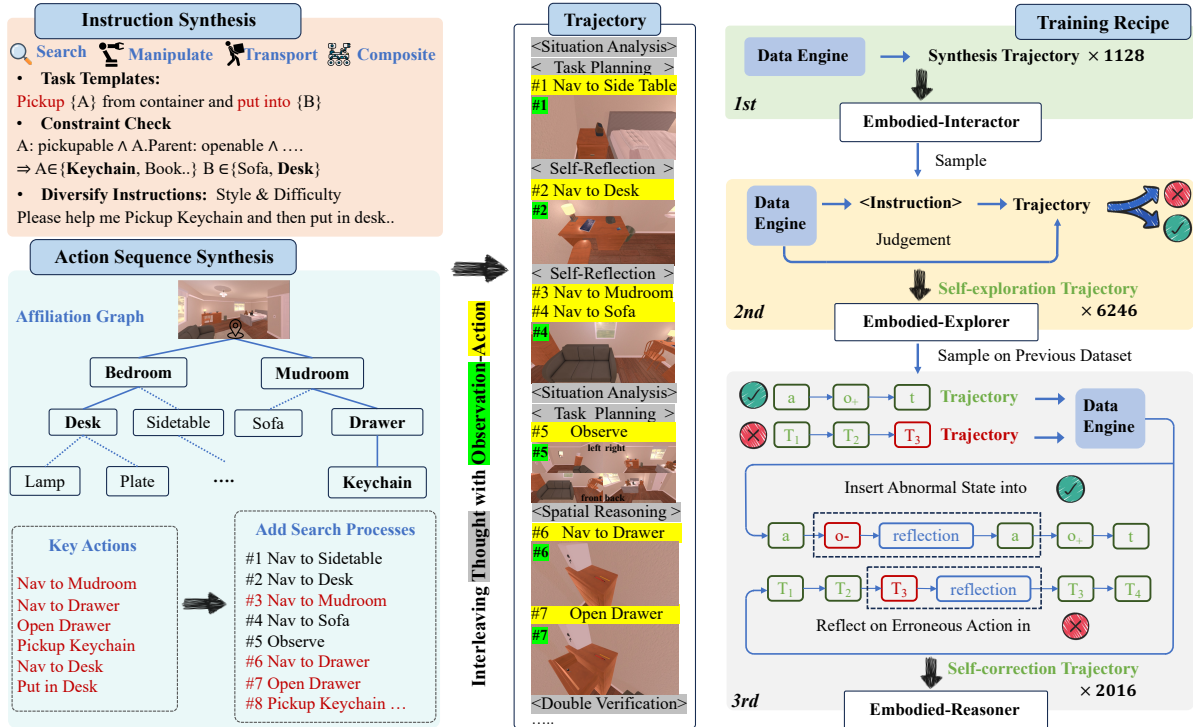 Instruction Synthesis
Search Manipulate Transport Composite
• Task Templates:
Pickup {A} from container and put into {B}
• Constraint Check
A: pickupable ∧ A.Parent: openable ∧ ….
⇒ A∈{Keychain, Book..} B ∈{Sofa, Desk}
• Diversify Instructions: Style & Difficulty
Please help me Pickup Keychain and then put in desk..
Action Sequence Synthesis
Affiliation Graph
Bedroom
Mudroom
Desk
Sidetable
Sofa
Drawer
Lamp
Plate
….
Keychain
Key Actions
Nav to Mudroom
Nav to Drawer
Open Drawer
Pickup Keychain
Nav to Desk
Put in Desk
Add Search Processes
#1 Nav to Sidetable
#2 Nav to Desk
#3 Nav to Mudroom
#4 Nav to Sofa
#5 Observe
#6 Nav to Drawer
#7 Open Drawer
#8 Pickup Keychain …
Interleaving Thought with Observation-Action
Trajectory
<Situation Analysis>
< Task Planning >
#1 Nav to Side Table
#1
< Self-Reflection >
#2 Nav to Desk
#2
< Self-Reflection >
#3 Nav to Mudroom
#4 Nav to Sofa
#4
<Situation Analysis>
< Task Planning >
#5 Observe
#5
left right
front back
<Spatial Reasoning >
#6 Nav to Drawer
#6
#7 Open Drawer
#7
<Double Verification>
…..
Training Recipe
Data Engine
Synthesis Trajectory × 1128
1st
Embodied-Interactor
Sample
Data Engine
<Instruction>
Trajectory
Judgement
Self-exploration Trajectory
× 6246
2nd
Embodied-Explorer
Sample on Previous Dataset
a o+ t Trajectory
T1 T2 T3 Trajectory
Data Engine
Insert Abnormal State into
a o- reflection a o+ t
T1 T2 T3 reflection T3 T4
Reflect on Erroneous Action in
Self-correction Trajectory
× 2016
3rd
Embodied-Reasoner